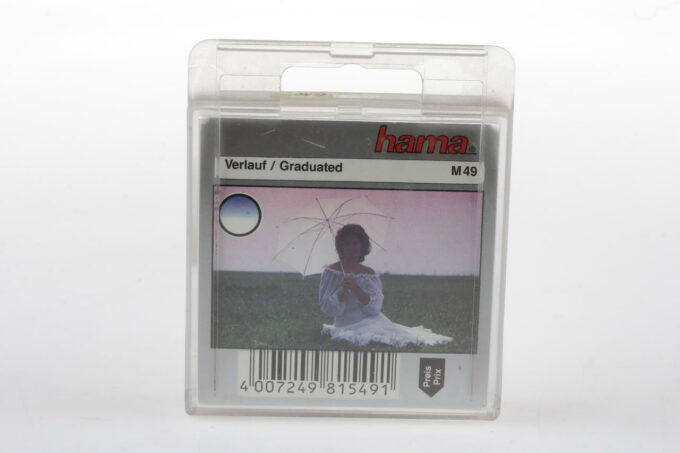 hama
Verlauf / Graduated M 49
4 007249 815491
Preis
Prix